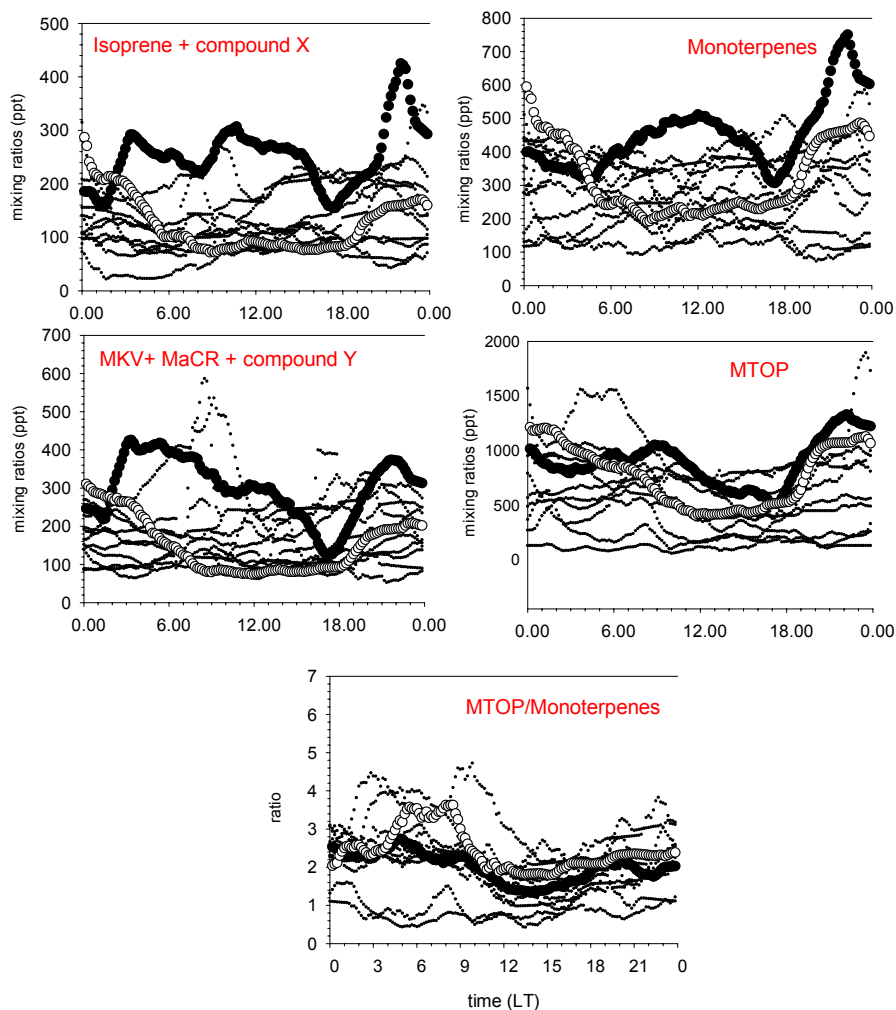 500
400
300
200
100
0
mixing ratios (ppt)
Isoprene + compound X
0.00 6.00 12.00 18.00 0.00
800
700
600
500
400
300
200
100
0
mixing ratios (ppt)
Monoterpenes
0.00 6.00 12.00 18.00 0.00
700
600
500
400
300
200
100
0
mixing ratios (ppt)
MKV+ MaCR + compound Y
0.00 6.00 12.00 18.00 0.00
2000
1500
1000
500
0
mixing ratios (ppt)
MTOP
0.00 6.00 12.00 18.00 0.00
7
6
5
4
3
2
1
0
ratio
MTOP/Monoterpenes
0 3 6 9 12 15 18 21 0
time (LT)